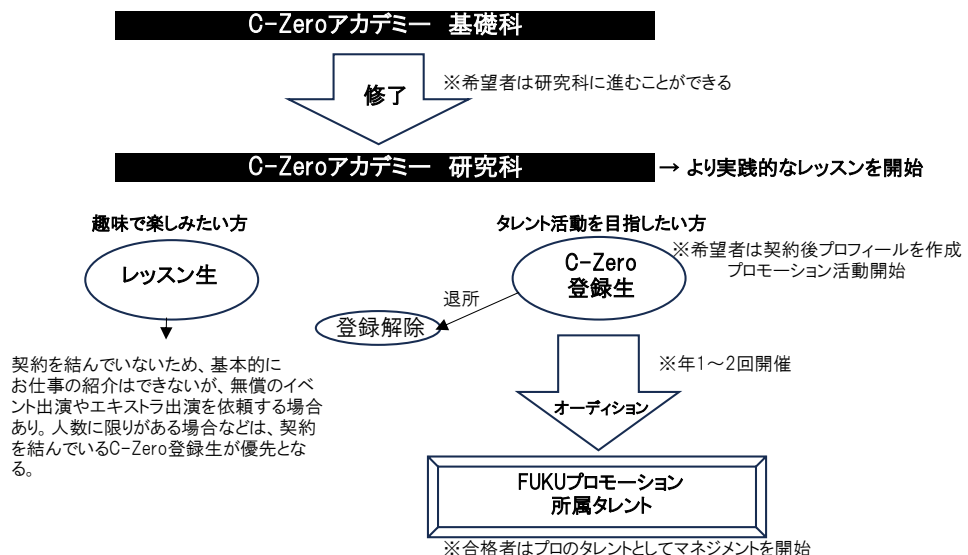 C-Zeroアカデミー 基礎科
修了
※希望者は研究科に進むことができる
C-Zeroアカデミー 研究科
→ より実践的なレッスンを開始
趣味で楽しみたい方
レッスン生
契約を結んでいないため、基本的に
お仕事の紹介はできないが、無償のイベ
ント出演やエキストラ出演を依頼する場合
あり。人数に限りがある場合などは、契約
を結んでいるC-Zero登録生が優先とな
る。
タレント活動を目指したい方
C-Zero
登録生
※希望者は契約後プロフィールを作成
プロモーション活動開始
退所
登録解除
※年1～2回開催
オーディション
FUKUプロモーション
所属タレント
※合格者はプロのタレントとしてマネジメントを開始